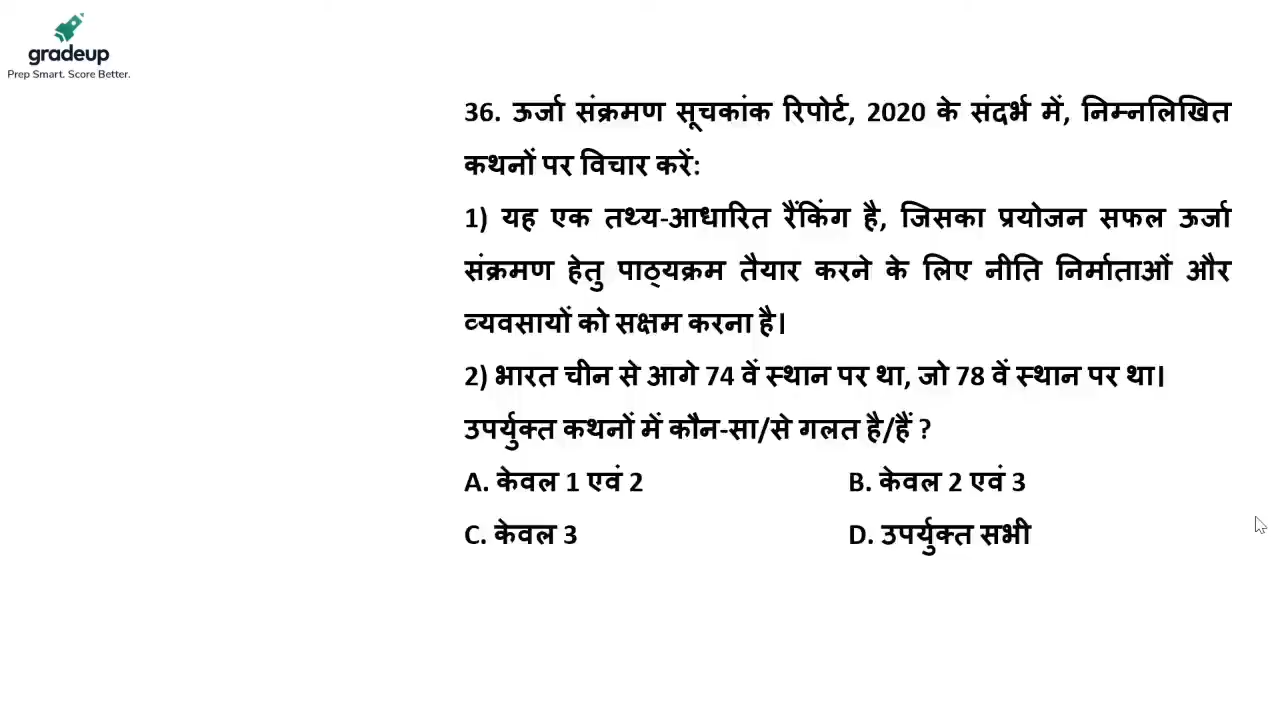 gradeup
Prep Smart. Score Better.
36. ऊर्जा संक्रमण सूचकांक रिपोर्ट, 2020 के संदर्भ में, निम्नलिखित
कथनों पर विचार करें:
1) यह एक तथ्य-आधारित रैंकिंग है, जिसका प्रयोजन सफल ऊर्जा
संक्रमण हेतु पाठ्यक्रम तैयार करने के लिए नीति निर्माताओं और
व्यवसायों को सक्षम करना है।
2) भारत चीन से आगे 74 वें स्थान पर था, जो 78 वें स्थान पर था।
उपर्युक्त कथनों में कौन-सा/से गलत है/हैं ?
A. केवल 1 एवं 2 B. केवल 2 एवं 3
C. केवल 3 D. उपर्युक्त सभी